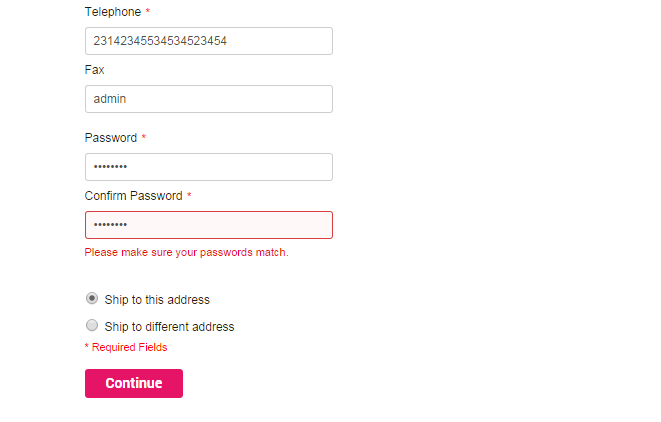 Telephone *
23142345534534523454
Fax
admin
Password *
••••••••
Confirm Password *
••••••••
Please make sure your passwords match.
Ship to this address
Ship to different address
* Required Fields
Continue